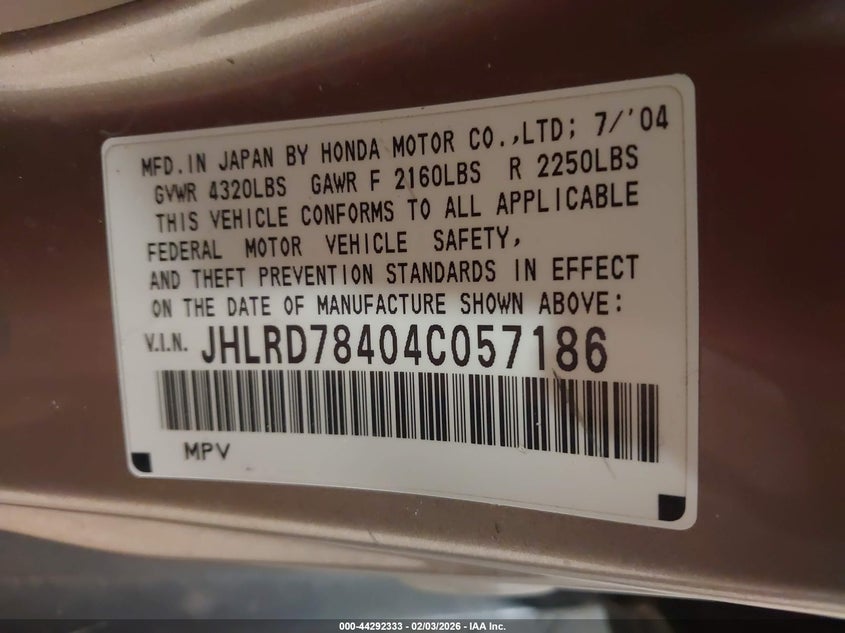 MFD. IN JAPAN BY HONDA MOTOR CO.,LTD; 7/'04
GVWR 4320LBS GAWR F 2160LBS R 2250LBS
THIS VEHICLE CONFORMS TO ALL APPLICABLE
FEDERAL MOTOR VEHICLE SAFETY,
AND THEFT PREVENTION STANDARDS IN EFFECT
ON THE DATE OF MANUFACTURE SHOWN ABOVE:
V.I.N. JHLRD78404C057186
MPV
000-44292333 - 02/03/2026 - IAA Inc.